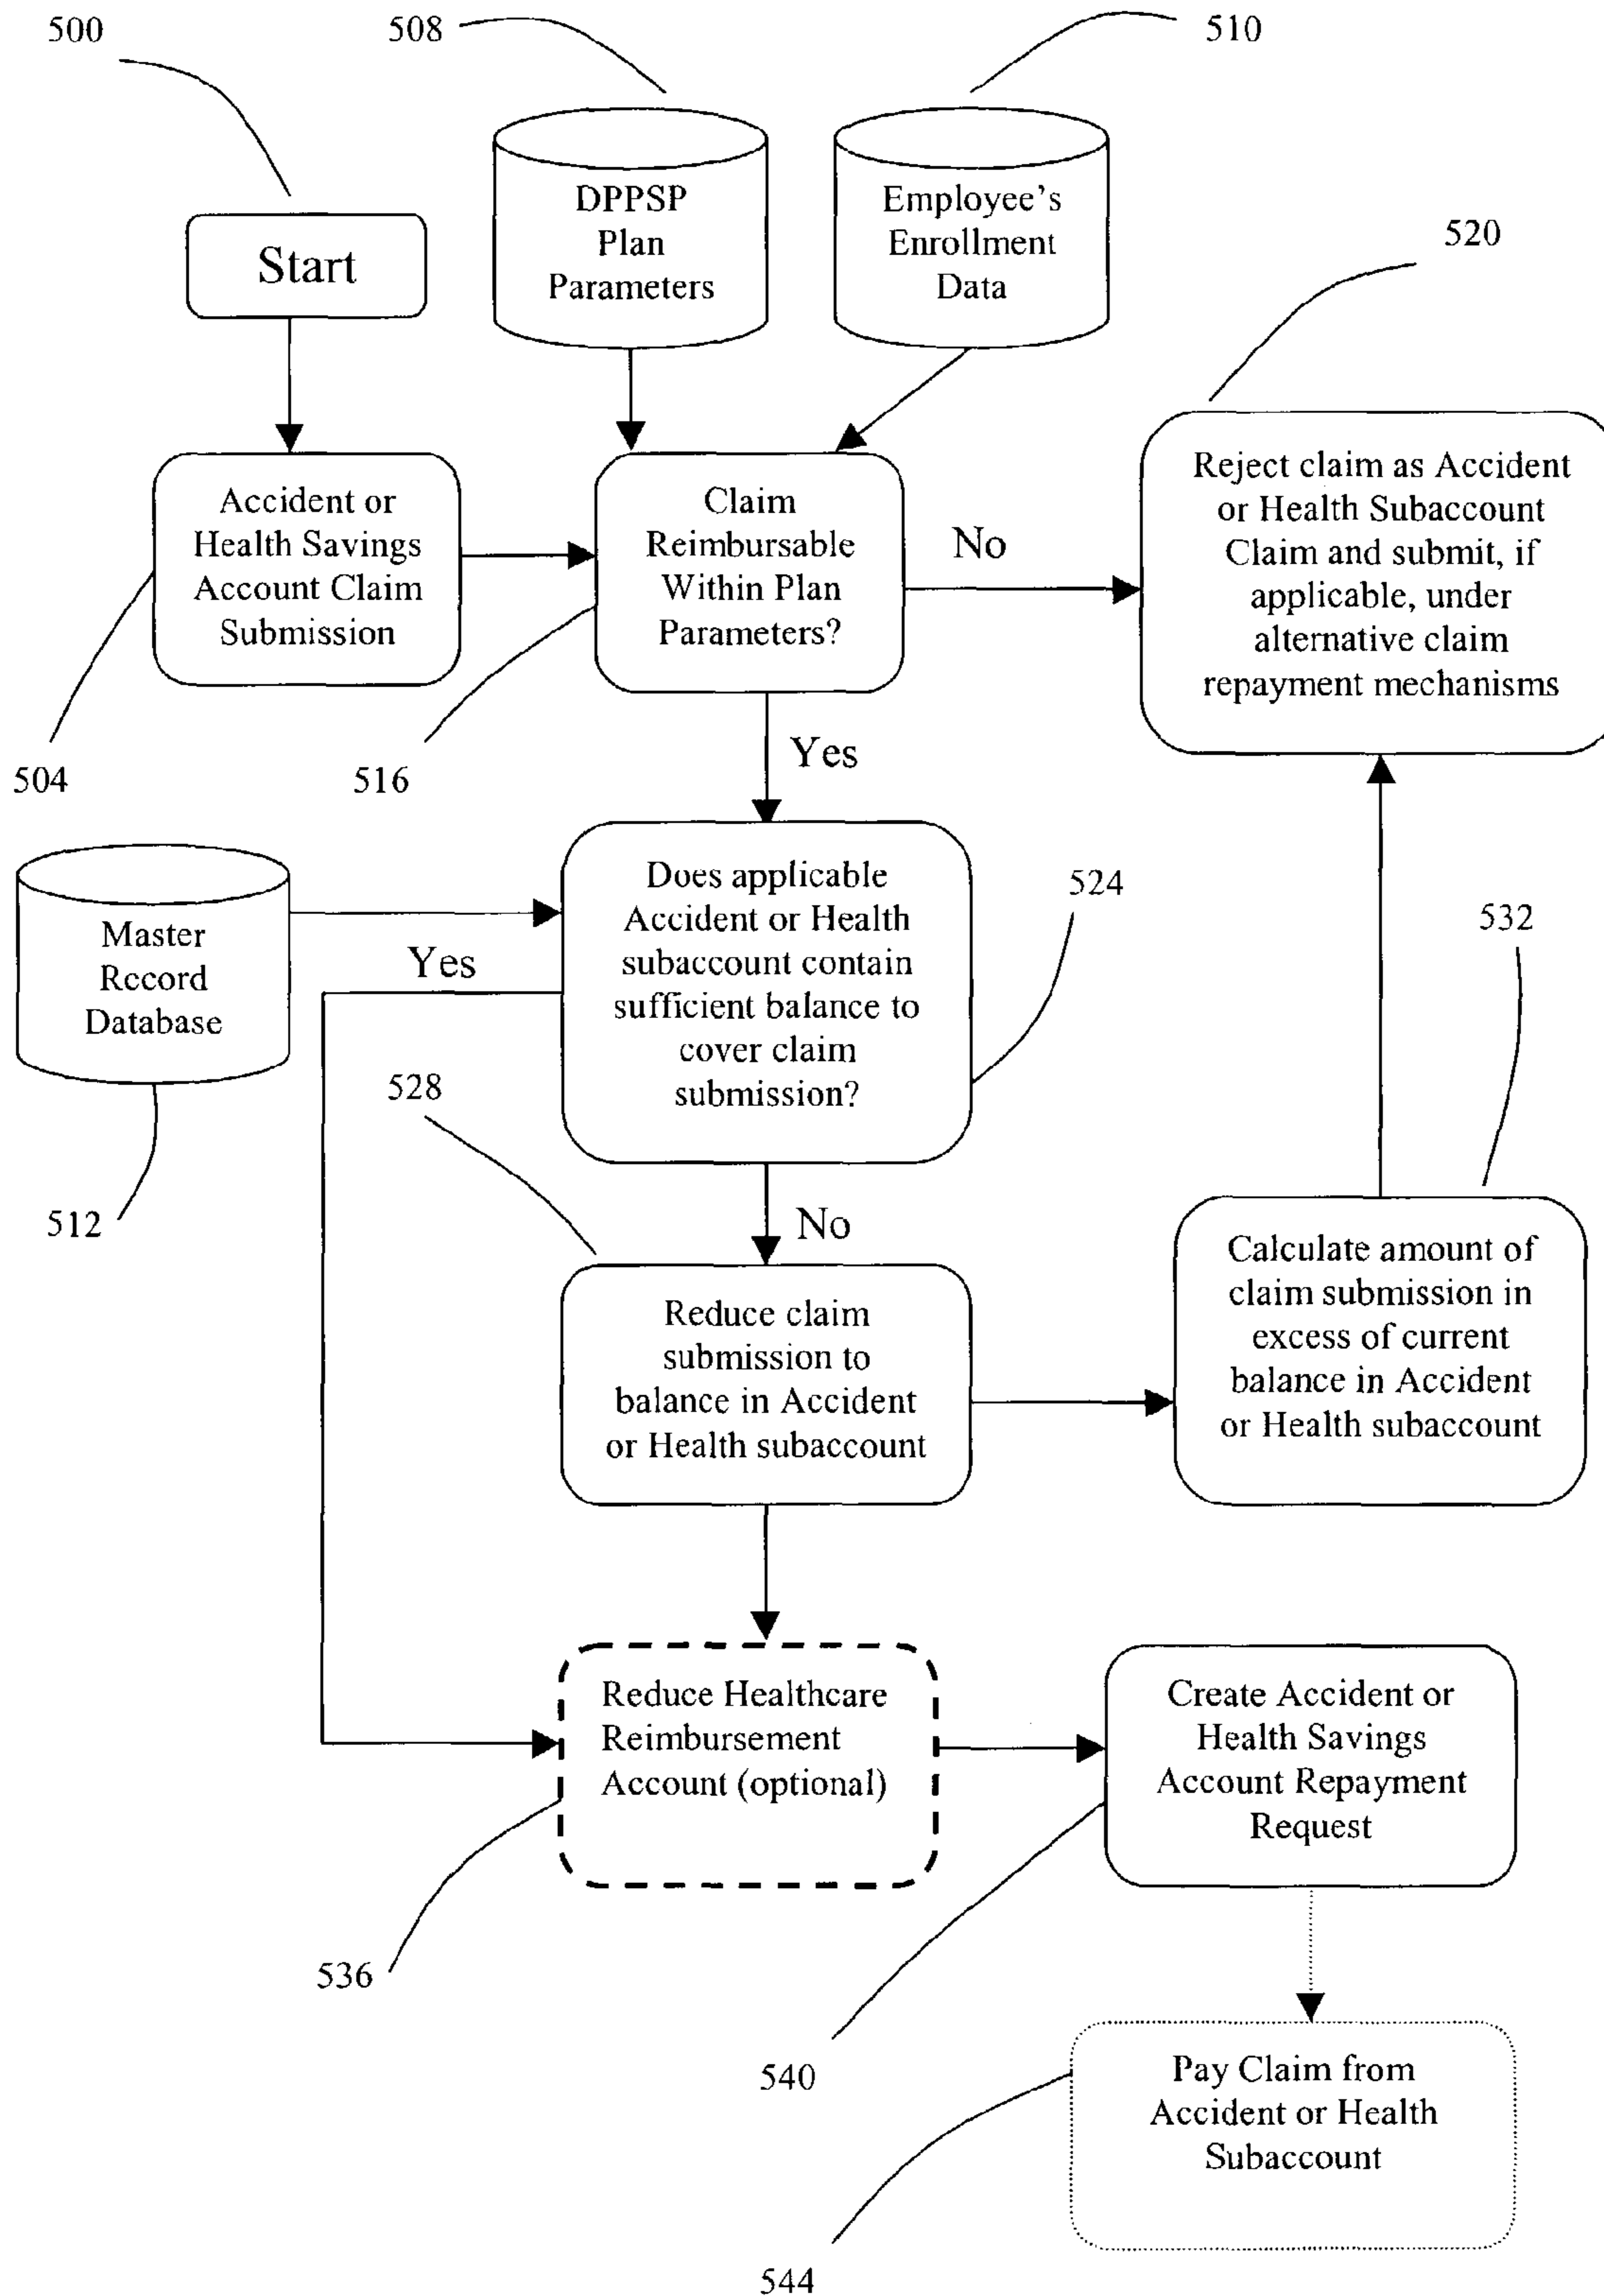 500
508
510
DPPSP
Plan
Parameters
Employee's
Enrollment
Data
520
Start
Accident or
Health Savings
Account Claim
Submission
Claim
Reimbursable
Within Plan
Parameters?
No
Reject claim as Accident
or Health Subaccount
Claim and submit, if
applicable, under
alternative claim
repayment mechanisms
504
516
Yes
Master
Record
Database
Yes
Does applicable
Accident or Health
subaccount contain
sufficient balance to
cover claim
submission?
524
532
528
512
No
Reduce claim
submission to
balance in Accident
or Health subaccount
Calculate amount of
claim submission in
excess of current
balance in Accident
or Health subaccount
Reduce Healthcare
Reimbursement
Account (optional)
Create Accident or
Health Savings
Account Repayment
Request
536
540
Pay Claim from
Accident or Health
Subaccount
544